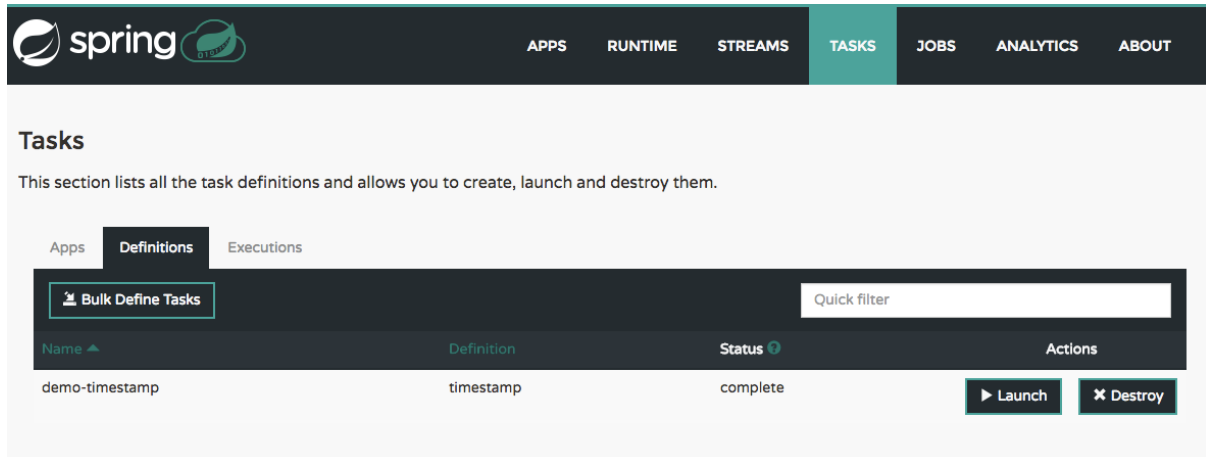 spring
APPS RUNTIME STREAMS TASKS JOBS ANALYTICS ABOUT
Tasks
This section lists all the task definitions and allows you to create, launch and destroy them.
Apps Definitions Executions
Bulk Define Tasks Quick filter
Name Definition Status Actions
demo-timestamp timestamp complete Launch Destroy